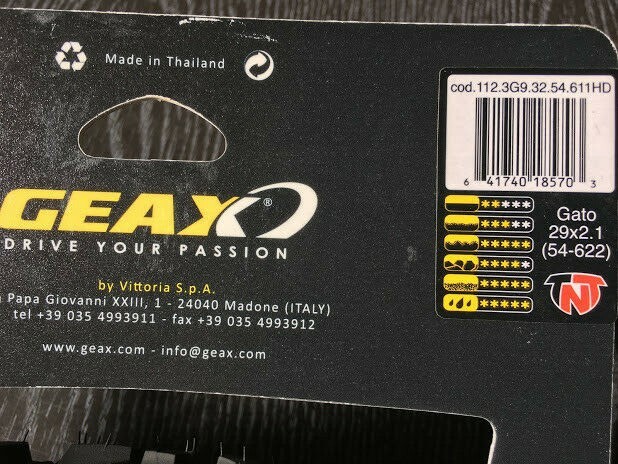 Made in Thailand
cod.112.3G9.32.54.611HD
6 41740 18570 3
GEAX®
DRIVE YOUR PASSION
Gato
29x2.1
(54-622)
TNT
by Vittoria S.p.A.
Papa Giovanni XXIII, 1 - 24040 Madone (ITALY)
tel +39 035 4993911 - fax +39 035 4993912
www.geax.com - info@geax.com